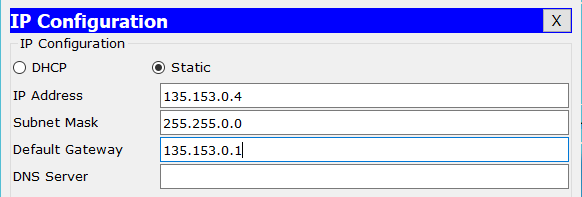 IP Configuration X
IP Configuration
DHCP Static
IP Address 135.153.0.4
Subnet Mask 255.255.0.0
Default Gateway 135.153.0.1
DNS Server